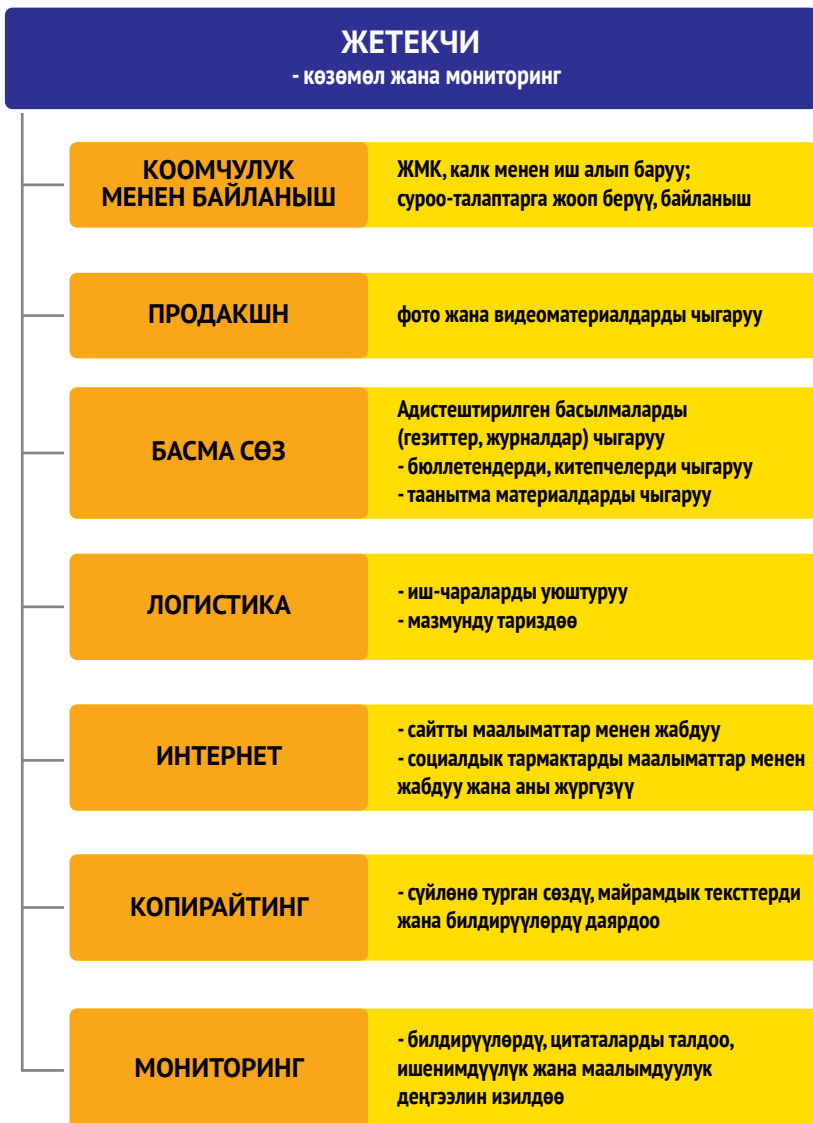 ЖЕТЕКЧИ
- көзөмөл жана мониторинг
КООМЧУЛУК
МЕНЕН БАЙЛАНЫШ
ЖМК, калк менен иш алып баруу;
суроо-талаптарга жооп берүү, байланыш
ПРОДАКШН
фото жана видеоматериалдарды чыгаруу
БАСМА СӨЗ
Адистештирилген басылмаларды
(гезиттер, журналдар) чыгаруу
- бюллетендерди, китепчелерди чыгаруу
- таанытма материалдарды чыгаруу
ЛОГИСТИКА
- иш-чараларды уюштуруу
- мазмунду тариздөө
ИНТЕРНЕТ
- сайтты маалыматтар менен жабдуу
- социалдык тармактарды маалыматтар менен
жабдуу жана аны жүргүзүү
КОПИРАЙТИНГ
- сүйлөнө турган сөздү, майрамдык тексттерди
жана билдирүүлөрдү даярдоо
МОНИТОРИНГ
- билдирүүлөрдү, цитаталарды талдоо,
ишенимдүүлүк жана маалымдуулук
деңгээлин изилдөө